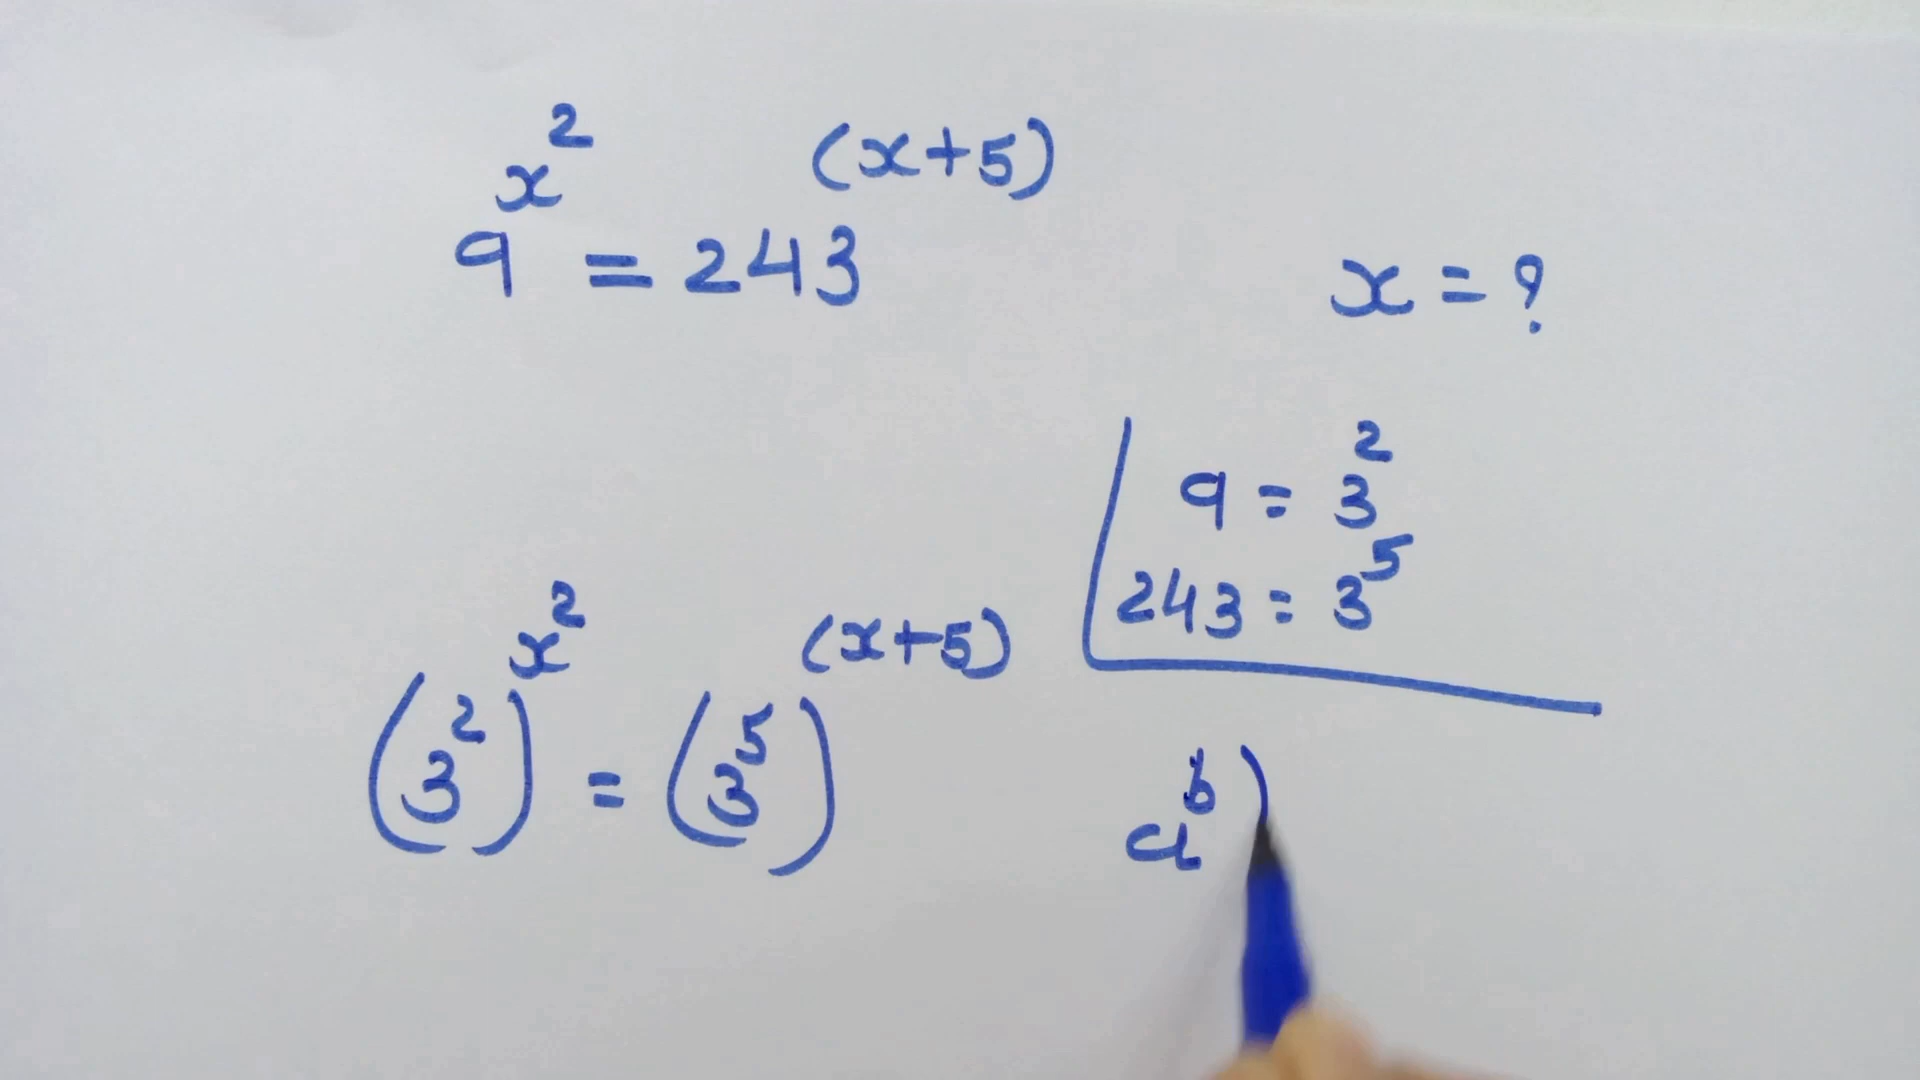 9^x^2 = 243^(x+5)
x = ?
9 = 3^2
243 = 3^5
(3^2)^x^2 = (3^5)^(x+5)
a^b)